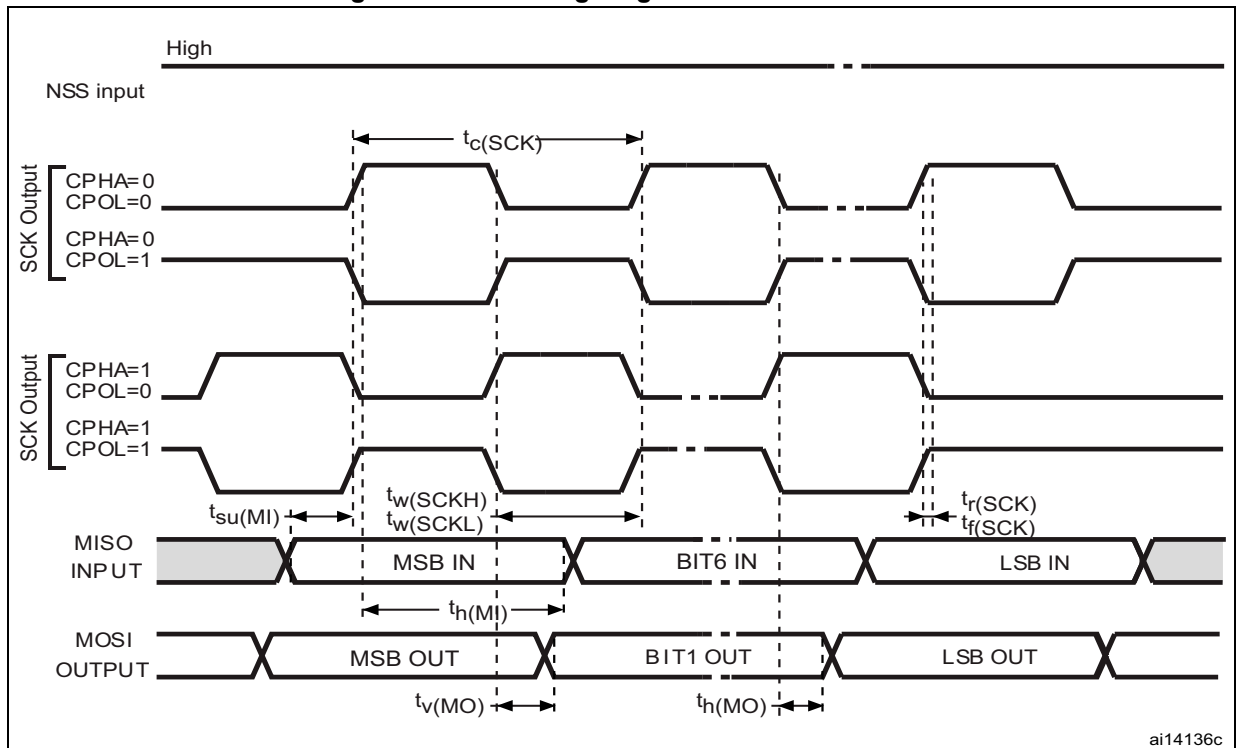 High
NSS input
tc(SCK)
SCK Output
CPHA=0
CPOL=0
CPHA=0
CPOL=1
SCK Output
CPHA=1
CPOL=0
CPHA=1
CPOL=1
tsu(MI)
tw(SCKH)
tw(SCKL)
tr(SCK)
tf(SCK)
MISO
INPUT
MSB IN
BIT6 IN
LSB IN
th(MI)
MOSI
OUTPUT
MSB OUT
BIT1 OUT
LSB OUT
tv(MO)
th(MO)
ai14136c